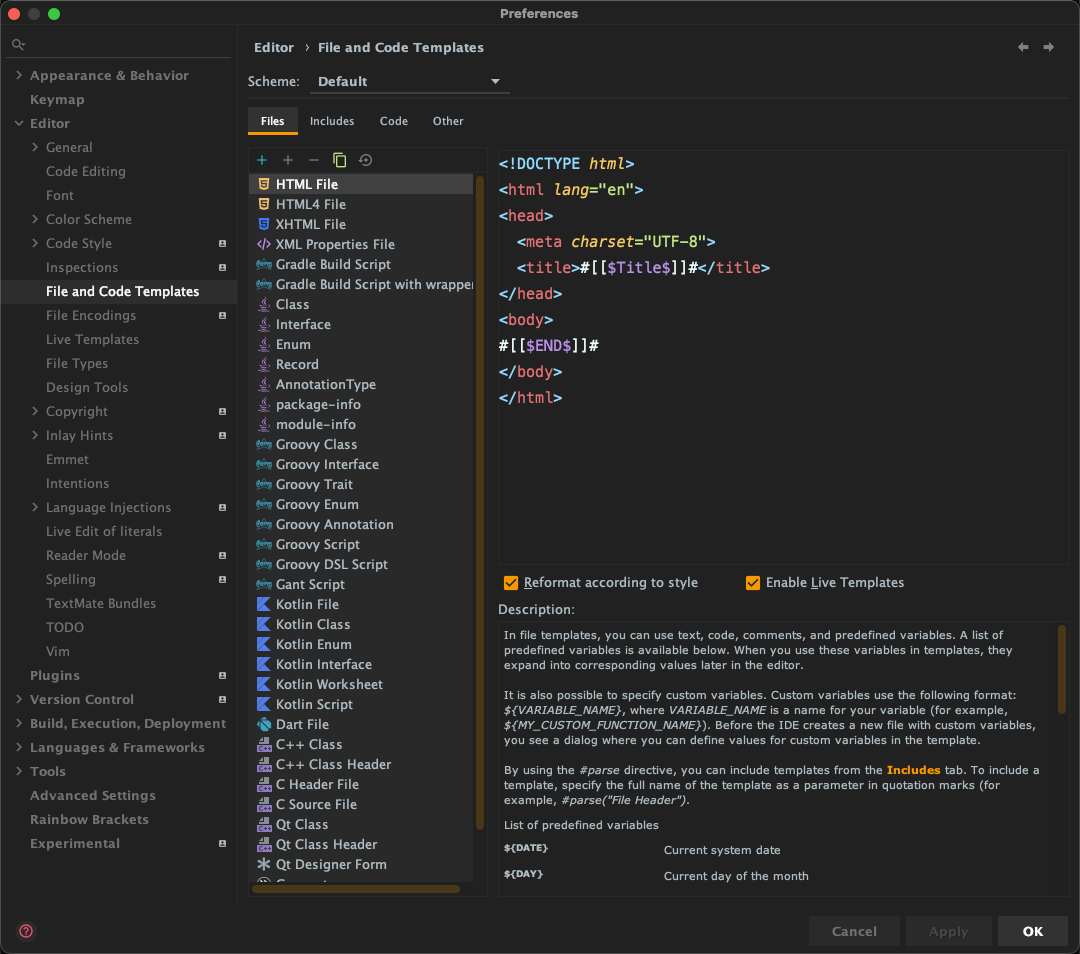 Preferences
Editor › File and Code Templates
Scheme: Default
Files Includes Code Other
Appearance & Behavior
Keymap
Editor
General
Code Editing
Font
Color Scheme
Code Style
Inspections
File and Code Templates
File Encodings
Live Templates
File Types
Design Tools
Copyright
Inlay Hints
Emmet
Intentions
Language Injections
Live Edit of literals
Reader Mode
Spelling
TextMate Bundles
TODO
Vim
Plugins
Version Control
Build, Execution, Deployment
Languages & Frameworks
Tools
Advanced Settings
Rainbow Brackets
Experimental
HTML File
HTML4 File
XHTML File
XML Properties File
Gradle Build Script
Gradle Build Script with wrapper
Class
Interface
Enum
Record
AnnotationType
package-info
module-info
Groovy Class
Groovy Interface
Groovy Trait
Groovy Enum
Groovy Annotation
Groovy Script
Groovy DSL Script
Gant Script
Kotlin File
Kotlin Class
Kotlin Enum
Kotlin Interface
Kotlin Worksheet
Kotlin Script
Dart File
C++ Class
C++ Class Header
C Header File
C Source File
Qt Class
Qt Class Header
Qt Designer Form
<!DOCTYPE html>
<html lang="en">
<head>
<meta charset="UTF-8">
<title>#[[$Title$]]#</title>
</head>
<body>
#[[$END$]]#
</body>
</html>
Reformat according to style Enable Live Templates
Description:
In file templates, you can use text, code, comments, and predefined variables. A list of
predefined variables is available below. When you use these variables in templates, they
expand into corresponding values later in the editor.
It is also possible to specify custom variables. Custom variables use the following format:
${VARIABLE_NAME}, where VARIABLE_NAME is a name for your variable (for example,
${MY_CUSTOM_FUNCTION_NAME}). Before the IDE creates a new file with custom variables,
you see a dialog where you can define values for custom variables in the template.
By using the #parse directive, you can include templates from the Includes tab. To include a
template, specify the full name of the template as a parameter in quotation marks (for
example, #parse("File Header").
List of predefined variables
${DATE} Current system date
${DAY} Current day of the month
Cancel Apply OK